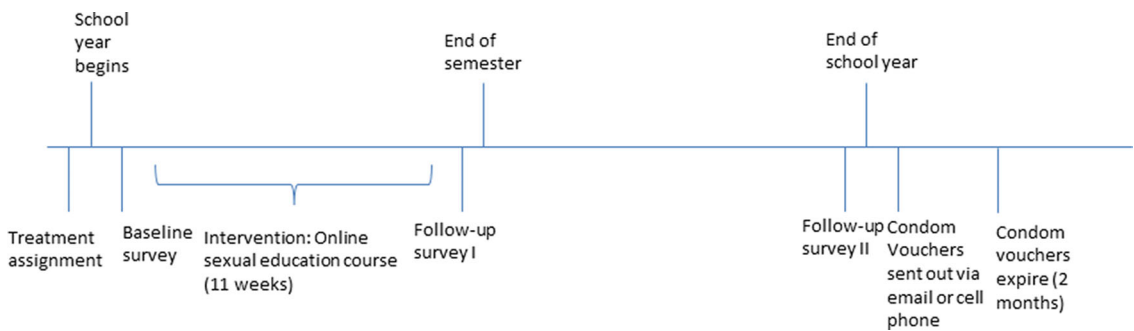 School
year
begins
End of
semester
End of
school year
Treatment
assignment
Baseline
survey
Intervention: Online
sexual education course
(11 weeks)
Follow-up
survey I
Follow-up
survey II
Condom
Vouchers
sent out via
email or cell
phone
Condom
vouchers
expire (2
months)